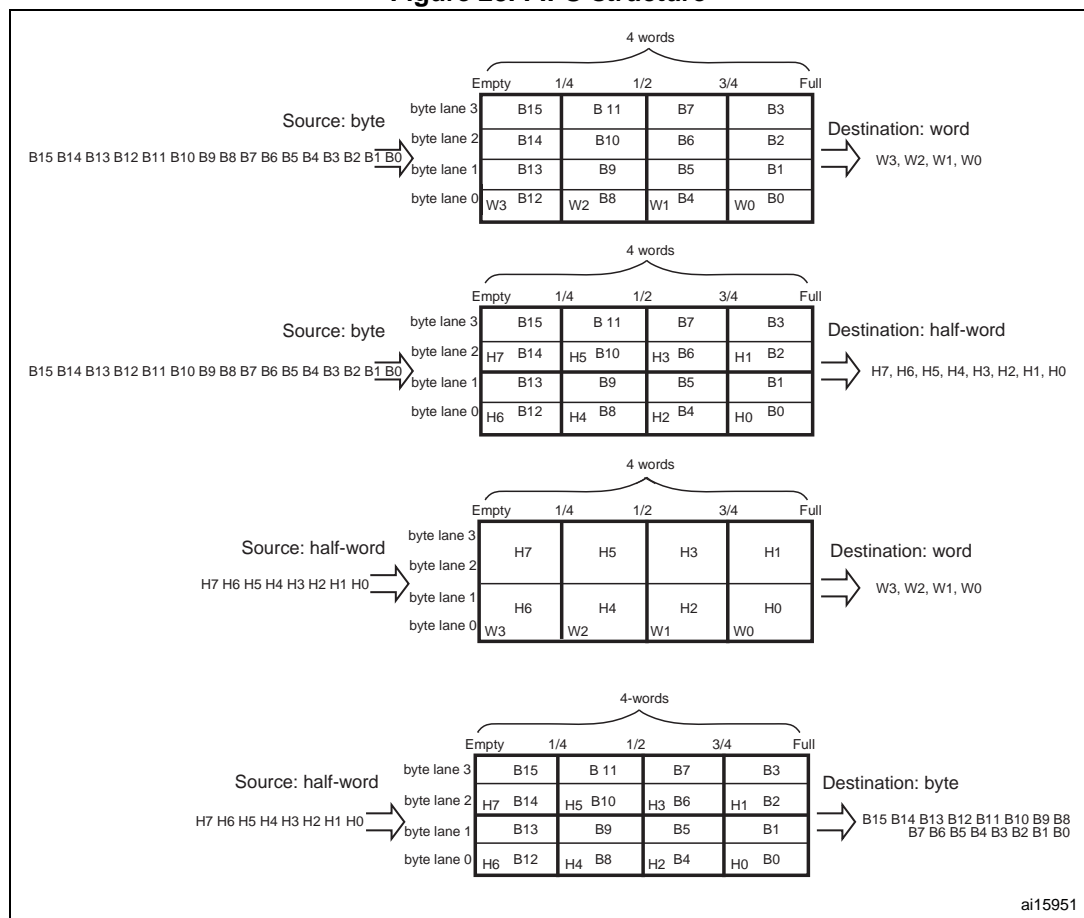 Figure FIFO structure
4 words
Empty 1/4 1/2 3/4 Full
Source: byte
B15 B14 B13 B12 B11 B10 B9 B8 B7 B6 B5 B4 B3 B2 B1 B0
byte lane 3 B15 B 11 B7 B3
byte lane 2 B14 B10 B6 B2
byte lane 1 B13 B9 B5 B1
byte lane 0 W3 B12 W2 B8 W1 B4 W0 B0
Destination: word
W3, W2, W1, W0
4 words
Empty 1/4 1/2 3/4 Full
Source: byte
B15 B14 B13 B12 B11 B10 B9 B8 B7 B6 B5 B4 B3 B2 B1 B0
byte lane 3 B15 B 11 B7 B3
byte lane 2 H7 B14 H5 B10 H3 B6 H1 B2
byte lane 1 B13 B9 B5 B1
byte lane 0 H6 B12 H4 B8 H2 B4 H0 B0
Destination: half-word
H7, H6, H5, H4, H3, H2, H1, H0
4 words
Empty 1/4 1/2 3/4 Full
Source: half-word
H7 H6 H5 H4 H3 H2 H1 H0
byte lane 3
H7 H5 H3 H1
byte lane 2
byte lane 1
H6 H4 H2 H0
byte lane 0 W3 W2 W1 W0
Destination: word
W3, W2, W1, W0
4-words
Empty 1/4 1/2 3/4 Full
Source: half-word
H7 H6 H5 H4 H3 H2 H1 H0
byte lane 3 B15 B 11 B7 B3
byte lane 2 H7 B14 H5 B10 H3 B6 H1 B2
byte lane 1 B13 B9 B5 B1
byte lane 0 H6 B12 H4 B8 H2 B4 H0 B0
Destination: byte
B15 B14 B13 B12 B11 B10 B9 B8
B7 B6 B5 B4 B3 B2 B1 B0
ai15951